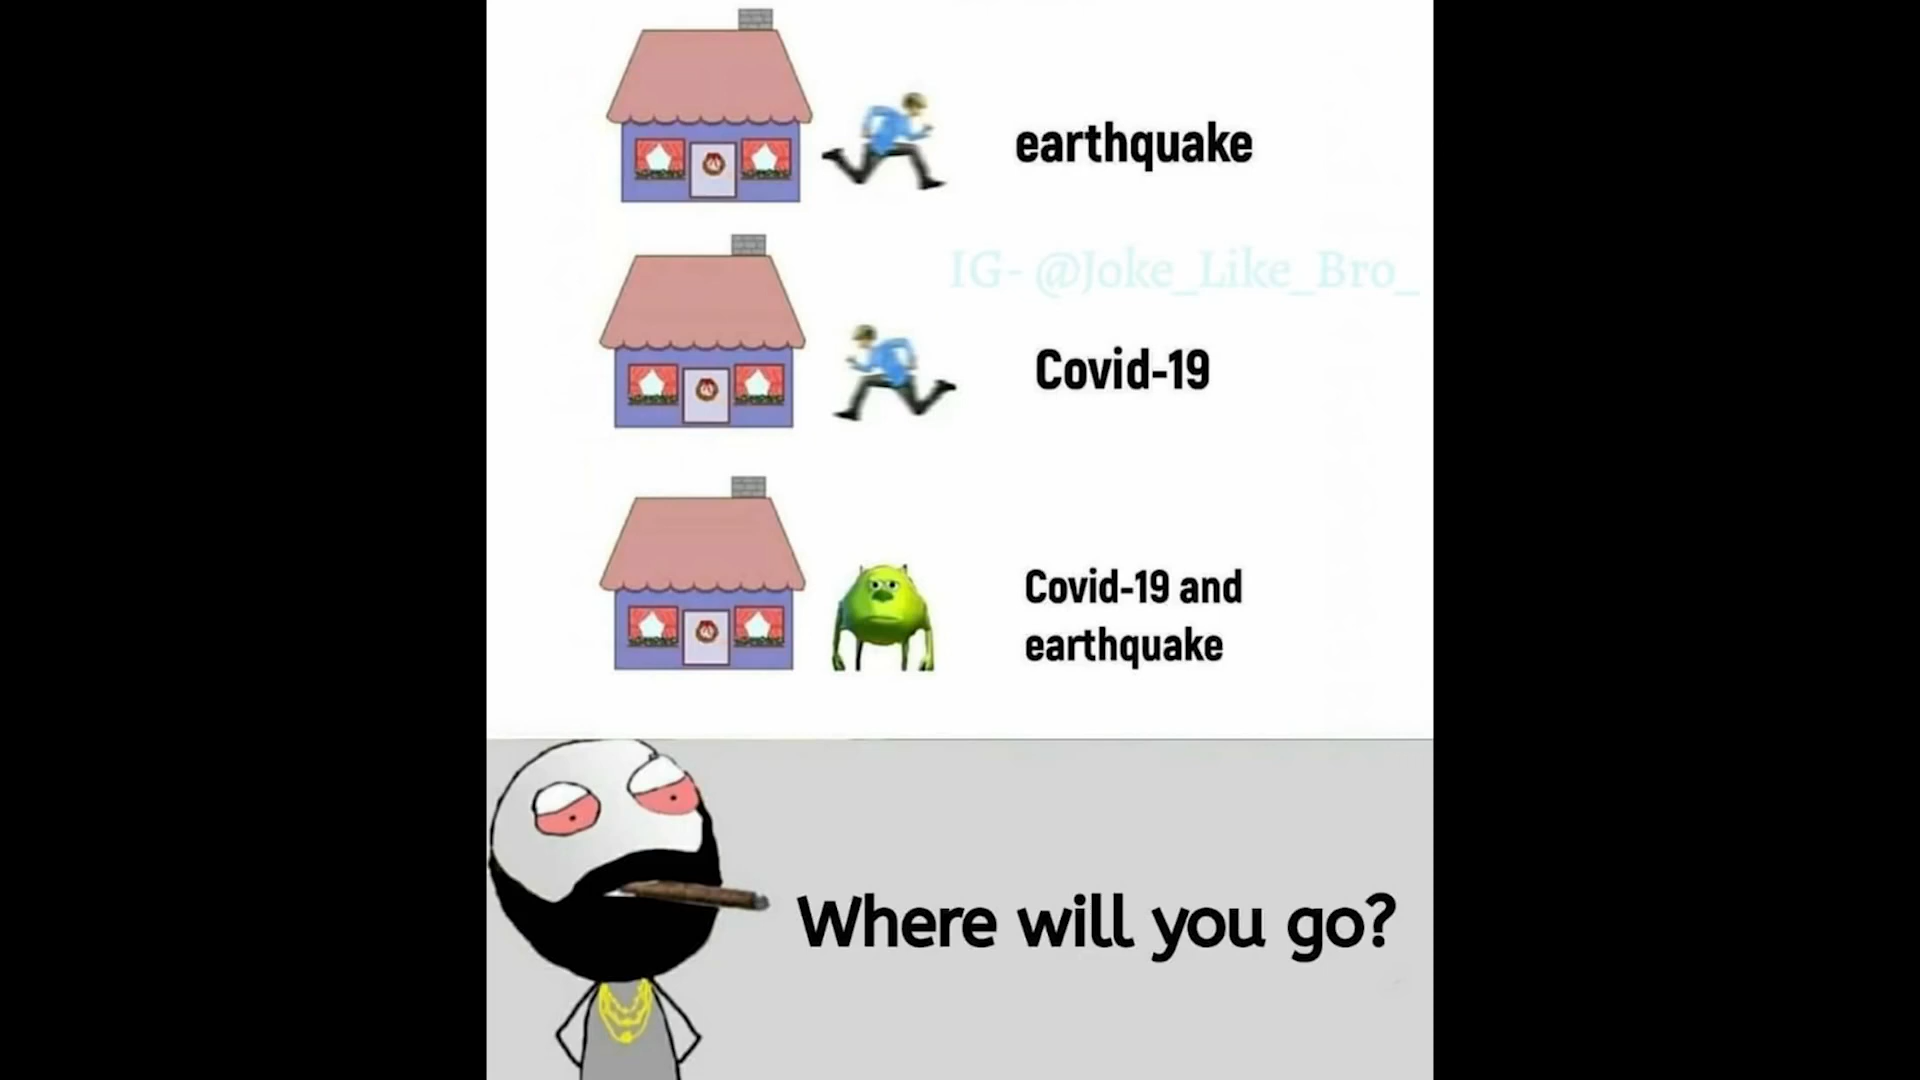 earthquake
IG- @Joke_Like_Bro_
Covid-19
Covid-19 and
earthquake
Where will you go?